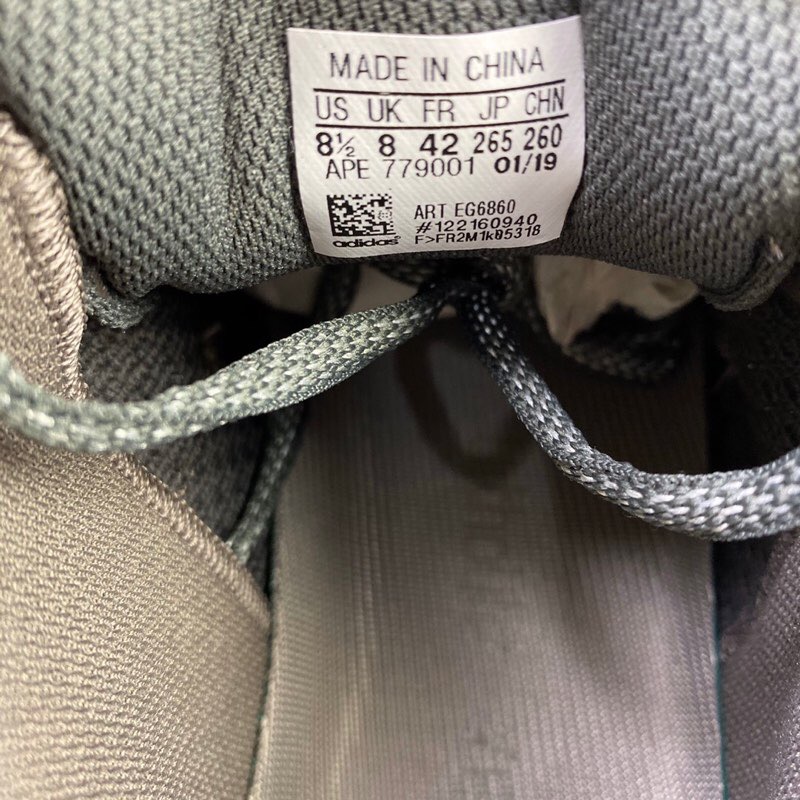 MADE IN CHINA
US UK FR JP CHN
8½ 8 42 265 260
APE 779001 01/19
ART EG6860
#122160940
adidas F>FR2M1k05318